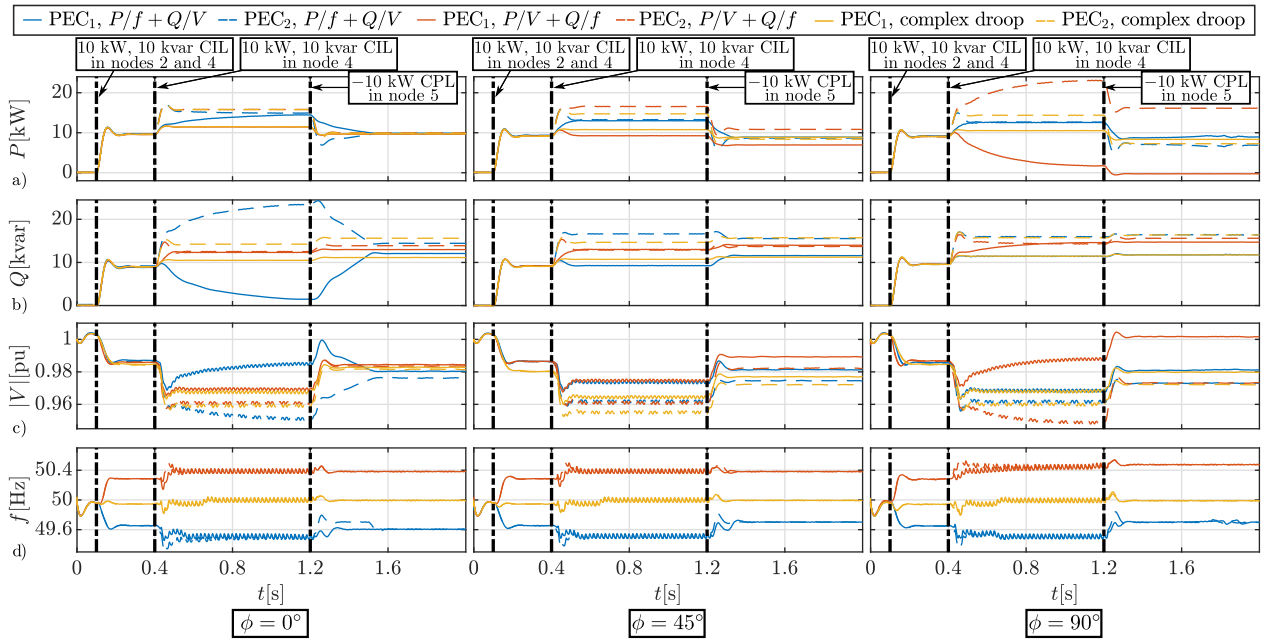 PEC₁, P/f + Q/V PEC₂, P/f + Q/V PEC₁, P/V + Q/f PEC₂, P/V + Q/f PEC₁, complex droop PEC₂, complex droop
10 kW, 10 kvar CIL
in nodes 2 and 4
10 kW, 10 kvar CIL
in node 4
−10 kW CPL
in node 5
10 kW, 10 kvar CIL
in nodes 2 and 4
10 kW, 10 kvar CIL
in node 4
−10 kW CPL
in node 5
10 kW, 10 kvar CIL
in nodes 2 and 4
10 kW, 10 kvar CIL
in node 4
−10 kW CPL
in node 5
P[kW]
20
10
0
a)
Q[kvar]
20
10
0
b)
|V|[pu]
1
0.98
0.96
c)
f[Hz]
50.4
50
49.6
d)
0 0.4 0.8 1.2 1.6
0 0.4 0.8 1.2 1.6
0 0.4 0.8 1.2 1.6
t[s] t[s] t[s]
ϕ = 0° ϕ = 45° ϕ = 90°